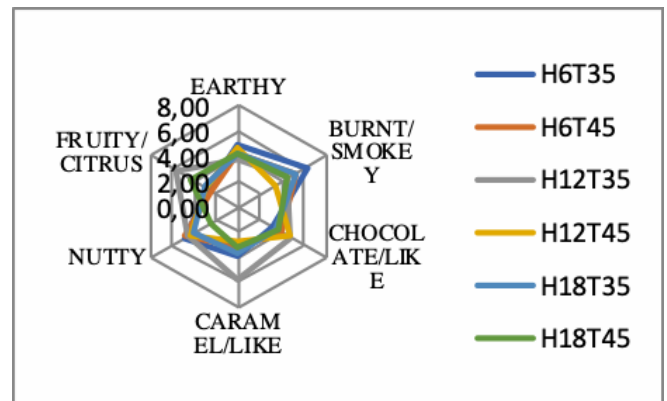 EARTHY
8,00
6,00
4,00
2,00
0,00
BURNT/
SMOKE
Y
CHOCOL
ATE/LIK
E
CARAM
EL/LIKE
NUTTY
FRUITY/
CITRUS
H6T35
H6T45
H12T35
H12T45
H18T35
H18T45